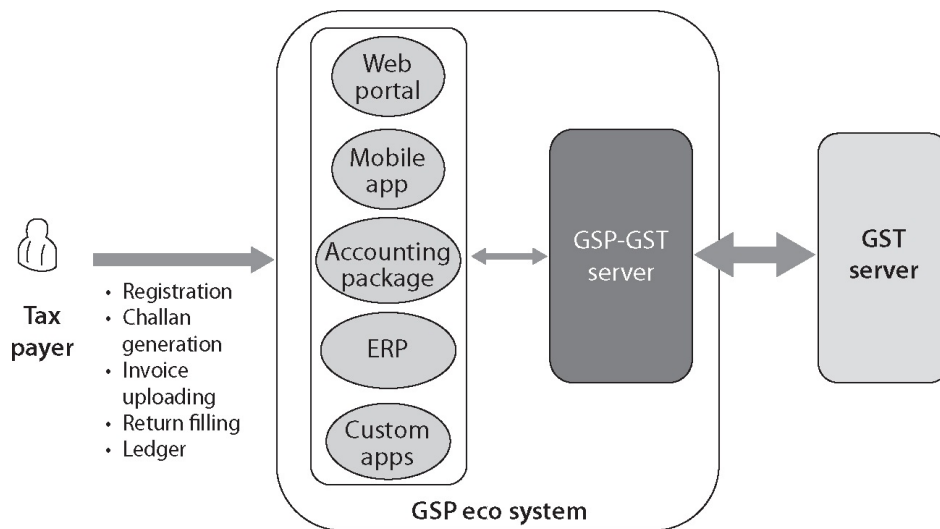 Tax
payer
• Registration
• Challan
generation
• Invoice
uploading
• Return filling
• Ledger
Web
portal
Mobile
app
Accounting
package
ERP
Custom
apps
GSP-GST
server
GSP eco system
GST
server